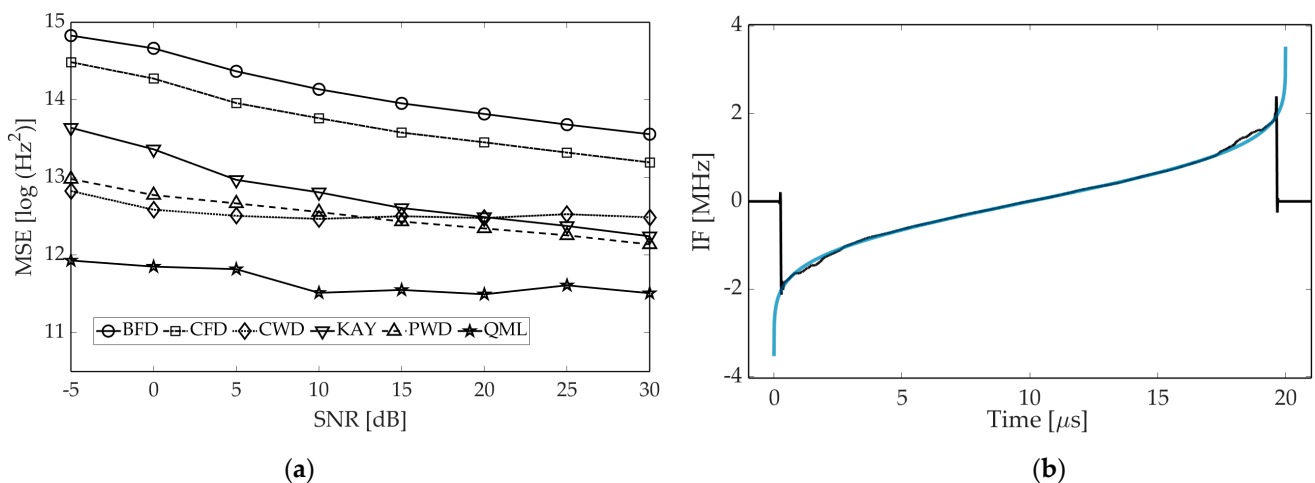 15
14
13
12
11
MSE [log (Hz²)]
BFD CFD CWD KAY PWD QML
-5 0 5 10 15 20 25 30
SNR [dB]
(a)
4
2
0
-2
-4
IF [MHz]
0 5 10 15 20
Time [μs]
(b)